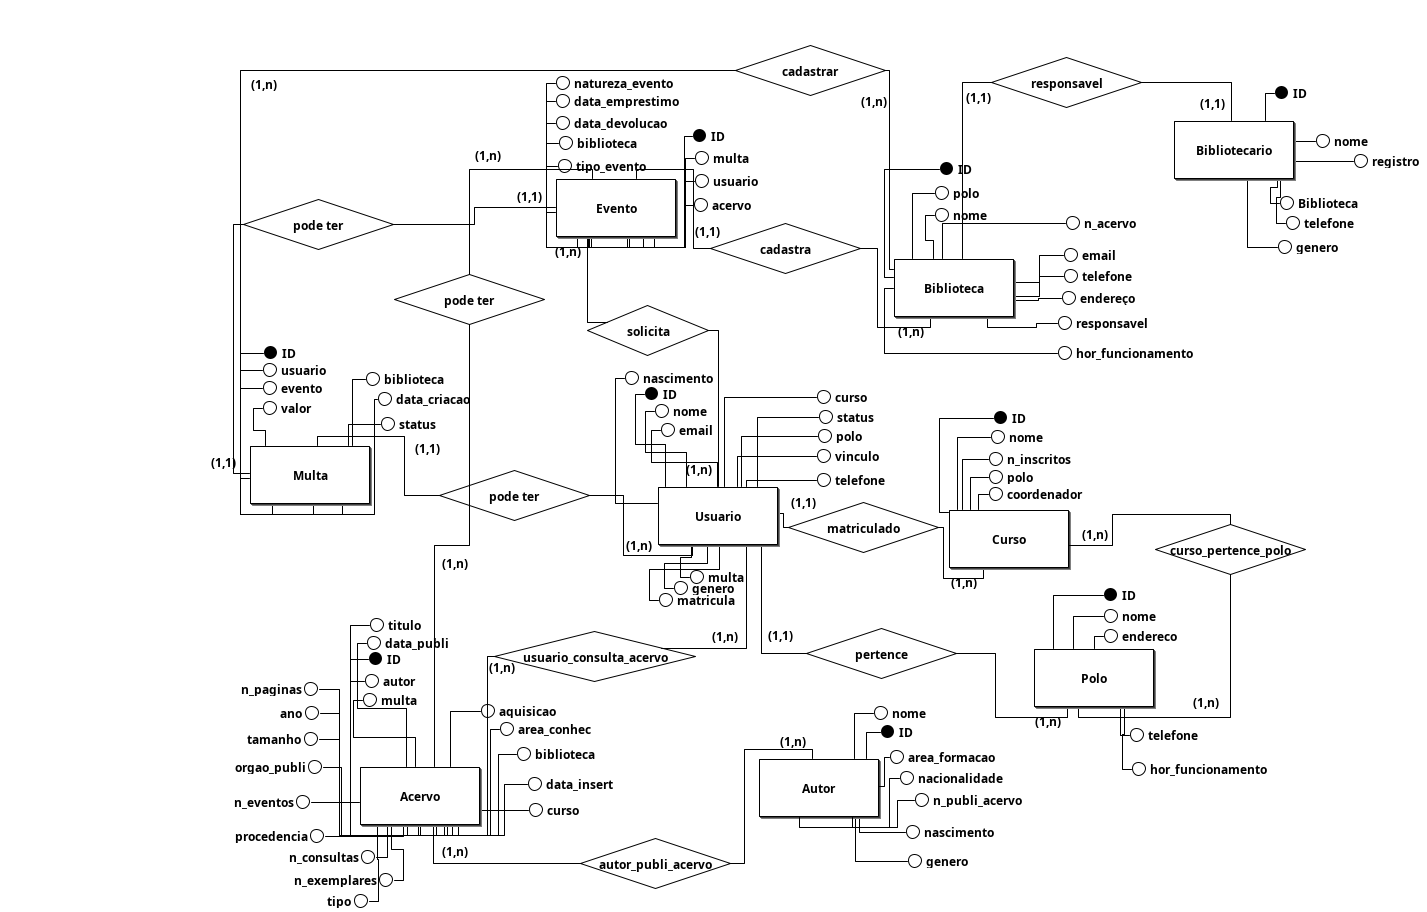 cadastrar
(1,n)
(1,n)
natureza_evento
data_emprestimo
data_devolucao
biblioteca
tipo_evento
ID
multa
usuario
acervo
Evento
(1,n)
(1,1)
(1,n)
(1,1)
responsavel
(1,1)
(1,1)
ID
Bibliotecario
nome
registro
Biblioteca
telefone
genero
ID
polo
nome
n_acervo
email
telefone
endereço
responsavel
hor_funcionamento
Biblioteca
(1,n)
cadastra
pode ter
pode ter
solicita
ID
usuario
evento
valor
biblioteca
data_criacao
status
Multa
(1,1)
(1,1)
pode ter
nascimento
ID
nome
email
(1,n)
curso
status
polo
vinculo
telefone
Usuario
(1,n)
multa
genero
matricula
(1,1)
matriculado
ID
nome
n_inscritos
polo
coordenador
Curso
(1,n)
(1,n)
curso_pertence_polo
(1,n)
(1,n)
(1,1)
usuario_consulta_acervo
(1,n)
pertence
ID
nome
endereco
Polo
(1,n)
(1,n)
telefone
hor_funcionamento
titulo
data_publi
ID
autor
multa
n_paginas
ano
tamanho
orgao_publi
n_eventos
procedencia
n_consultas
n_exemplares
tipo
Acervo
aquisicao
area_conhec
biblioteca
data_insert
curso
(1,n)
autor_publi_acervo
(1,n)
nome
ID
area_formacao
nacionalidade
n_publi_acervo
nascimento
genero
Autor